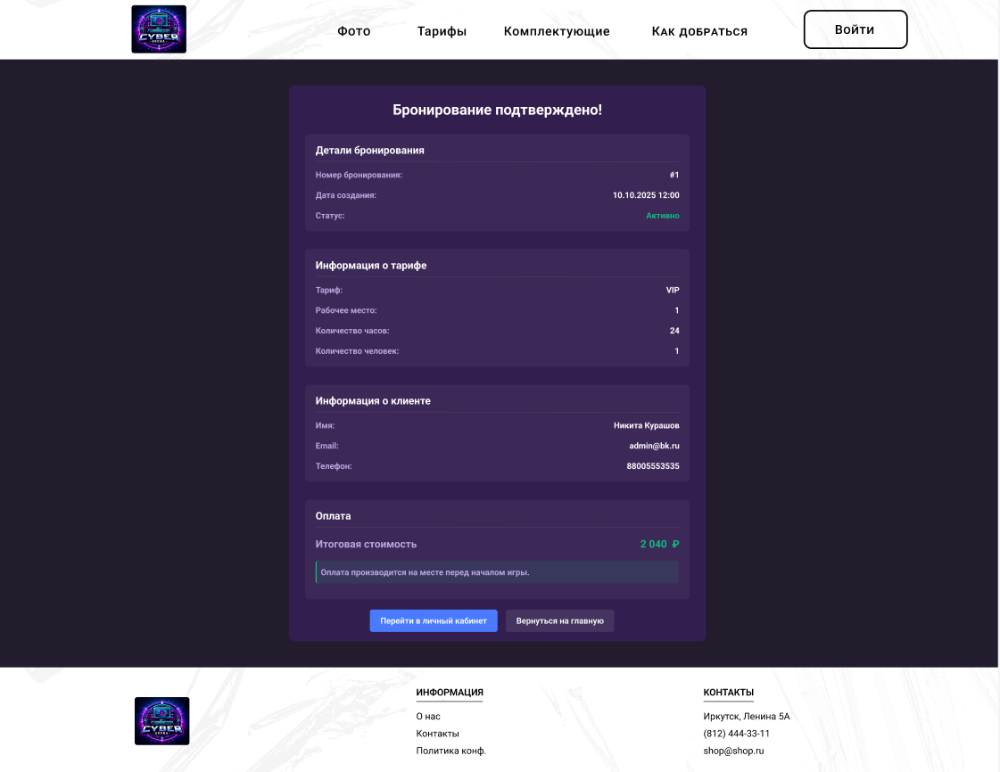 CYBER
ARENA
Фото
Тарифы
Комплектующие
Как добраться
Войти
Бронирование подтверждено!
Детали бронирования
Номер бронирования: #1
Дата создания: 10.10.2025 12:00
Статус: Активно
Информация о тарифе
Тариф: VIP
Рабочее место: 1
Количество часов: 24
Количество человек: 1
Информация о клиенте
Имя: Никита Курашов
Email: admin@bk.ru
Телефон: 88005553535
Оплата
Итоговая стоимость 2 040 ₽
Оплата производится на месте перед началом игры.
Перейти в личный кабинет
Вернуться на главную
CYBER
ARENA
ИНФОРМАЦИЯ
О нас
Контакты
Политика конф.
КОНТАКТЫ
Иркутск, Ленина 5А
(812) 444-33-11
shop@shop.ru